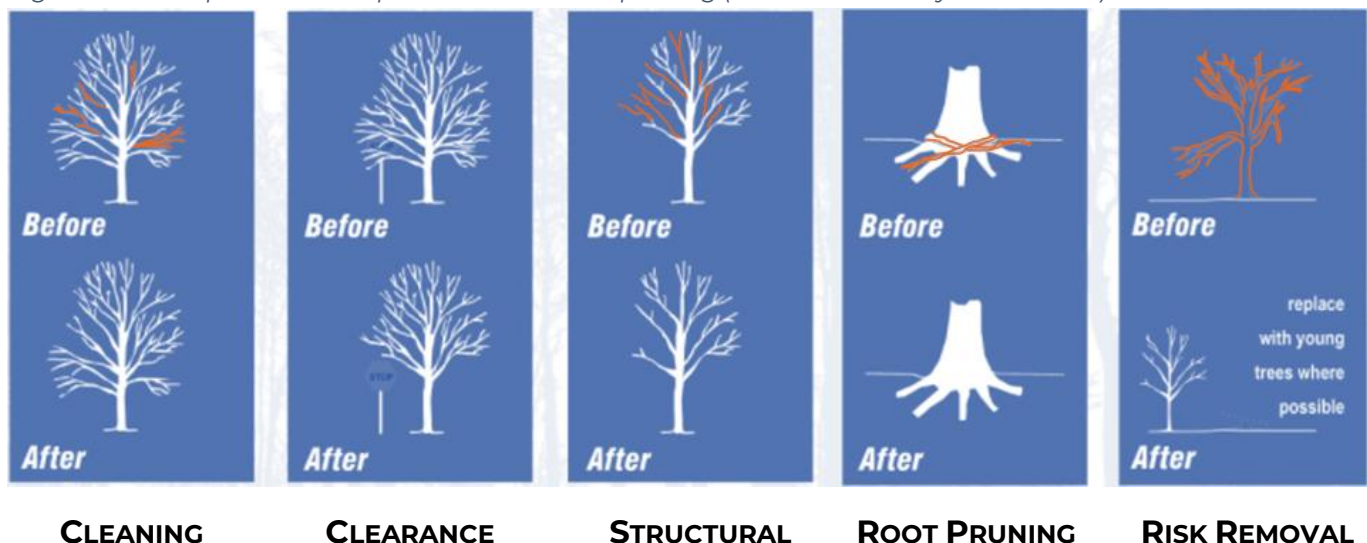 Before
Before
Before
Before
Before
replace
with young
trees where
possible
STOP
After
After
After
After
After
CLEANING
CLEARANCE
STRUCTURAL
ROOT PRUNING
RISK REMOVAL